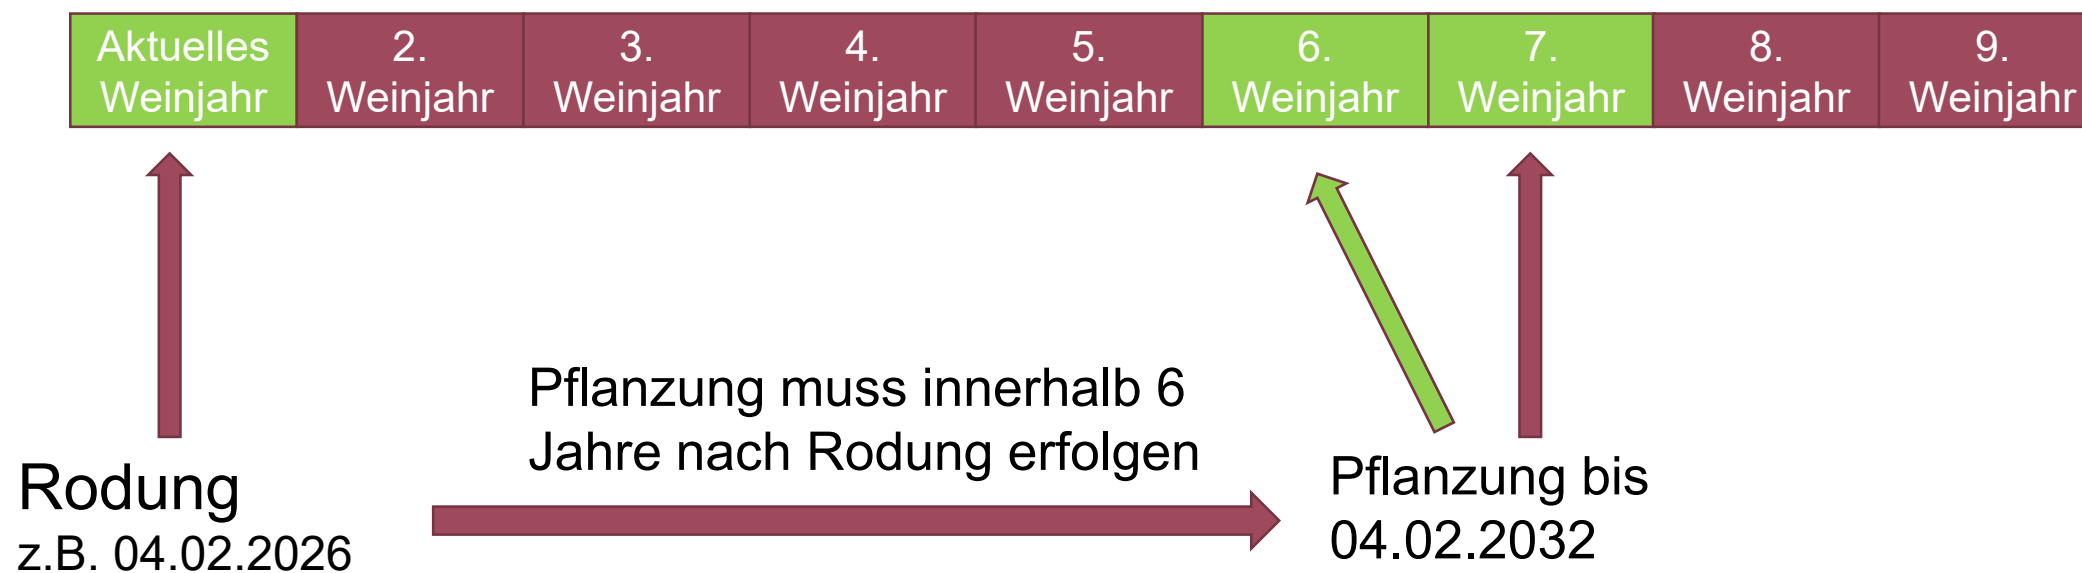 Aktuelles
Weinjahr
2.
Weinjahr
3.
Weinjahr
4.
Weinjahr
5.
Weinjahr
6.
Weinjahr
7.
Weinjahr
8.
Weinjahr
9.
Weinjahr
Pflanzung muss innerhalb 6
Jahre nach Rodung erfolgen
Rodung
z.B. 04.02.2026
Pflanzung bis
04.02.2032